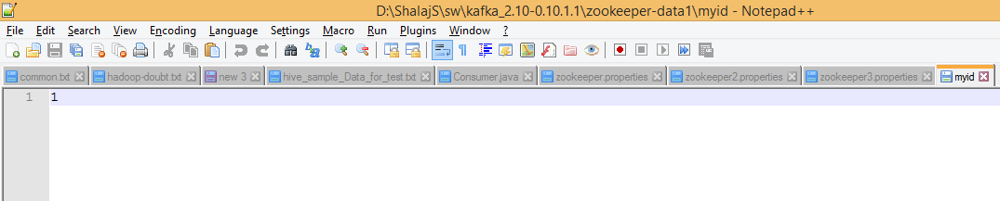 D:\ShalajS\sw\kafka_2.10-0.10.1.1\zookeeper-data1\myid - Notepad++
File Edit Search View Encoding Language Settings Macro Run Plugins Window ?
common.txt hadoop-doubt.txt new 3 hive_sample_Data_for_test.txt Consumer.java zookeeper.properties zookeeper2.properties zookeeper3.properties myid
1 1